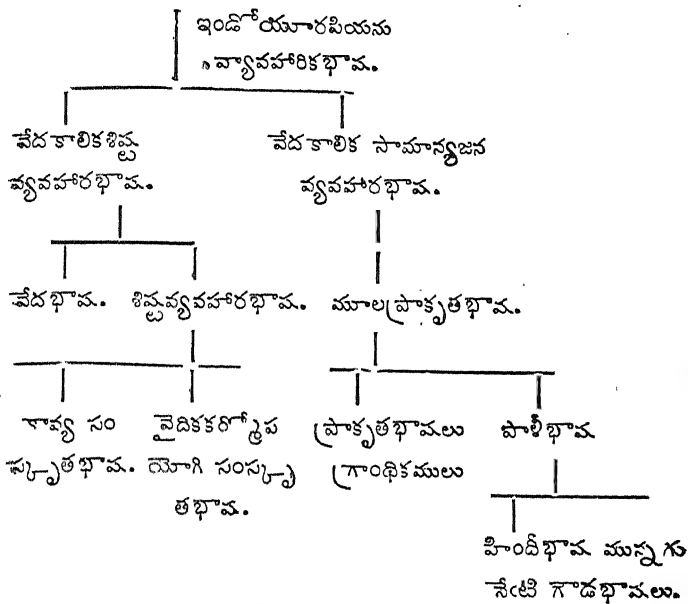 ఇండోయూరపియను
వ్యావహారికభాష.
వేదకాలికశిష్ట
వ్యవహారభాష.
వేదకాలిక సామాన్యజన
వ్యవహారభాష.
వేదభాష.
శిష్టవ్యవహారభాష.
మూలప్రాకృతభాష.
కావ్య సం
స్కృతభాష.
వైదికకర్మోప
యోగి సంస్కృ
తభాష.
ప్రాకృతభాషలు
గ్రాంథికములు
పాళీభాష
హిందీభాష మున్నగు
నేఁటి గాడభాషలు.